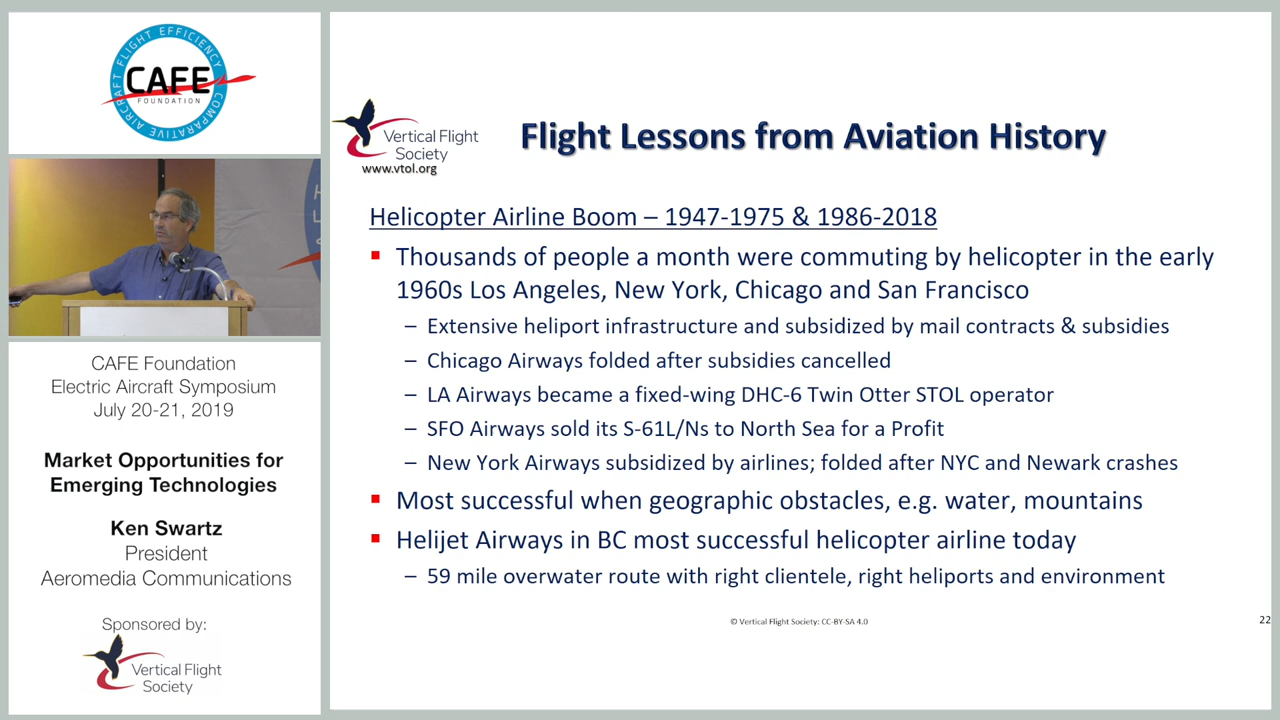 AIRCRAFT FLIGHT EFFICIENCY
COMPARATIVE
CAFE
FOUNDATION
CAFE Foundation
Electric Aircraft Symposium
July 20-21, 2019
Market Opportunities for
Emerging Technologies
Ken Swartz
President
Aeromedia Communications
Sponsored by:
Vertical Flight
Society
Vertical Flight
Society
www.vtol.org
Flight Lessons from Aviation History
Helicopter Airline Boom – 1947-1975 & 1986-2018
▪ Thousands of people a month were commuting by helicopter in the early
1960s Los Angeles, New York, Chicago and San Francisco
– Extensive heliport infrastructure and subsidized by mail contracts & subsidies
– Chicago Airways folded after subsidies cancelled
– LA Airways became a fixed-wing DHC-6 Twin Otter STOL operator
– SFO Airways sold its S-61L/Ns to North Sea for a Profit
– New York Airways subsidized by airlines; folded after NYC and Newark crashes
▪ Most successful when geographic obstacles, e.g. water, mountains
▪ Helijet Airways in BC most successful helicopter airline today
– 59 mile overwater route with right clientele, right heliports and environment
© Vertical Flight Society: CC-BY-SA 4.0
22